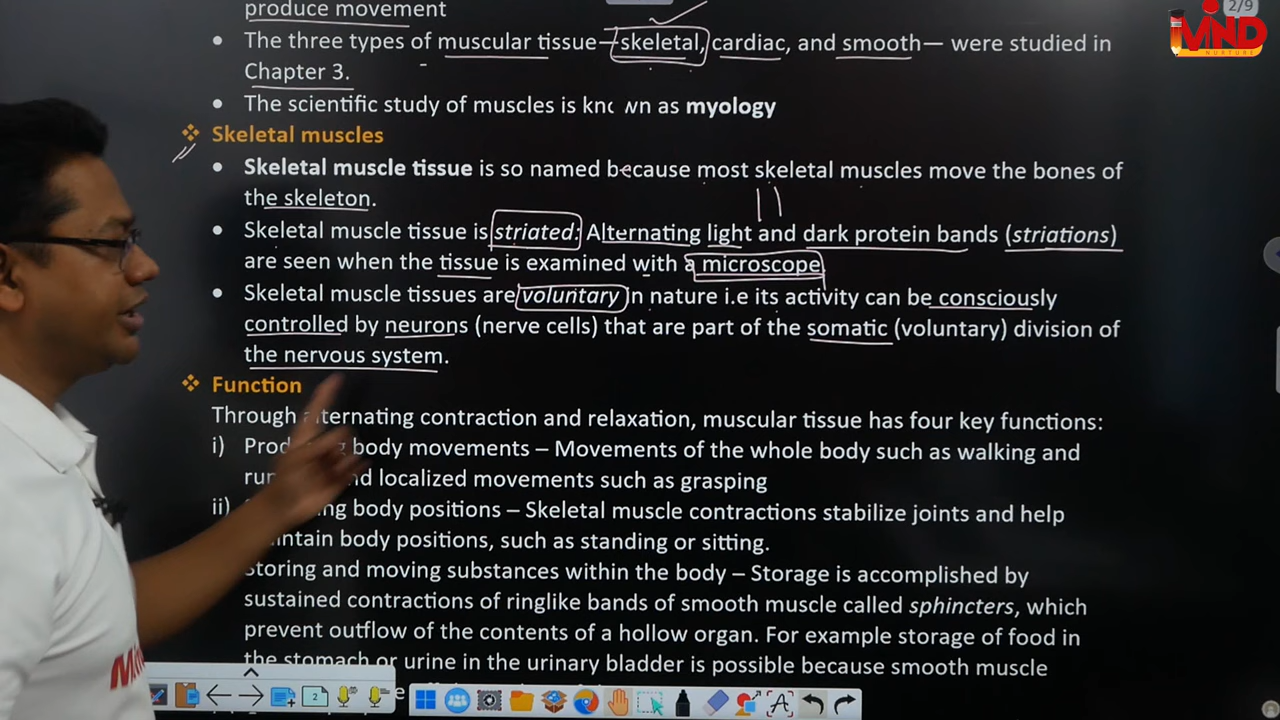 produce movement
2/9
MIND
NURTURE
• The three types of muscular tissue—skeletal, cardiac, and smooth— were studied in
Chapter 3.
• The scientific study of muscles is known as myology
❖ Skeletal muscles
• Skeletal muscle tissue is so named because most skeletal muscles move the bones of
the skeleton.
• Skeletal muscle tissue is striated: Alternating light and dark protein bands (striations)
are seen when the tissue is examined with a microscope
• Skeletal muscle tissues are voluntary in nature i.e its activity can be consciously
controlled by neurons (nerve cells) that are part of the somatic (voluntary) division of
the nervous system.
❖ Function
Through alternating contraction and relaxation, muscular tissue has four key functions:
i) body movements – Movements of the whole body such as walking and
localized movements such as grasping
ii) body positions – Skeletal muscle contractions stabilize joints and help
maintain body positions, such as standing or sitting.
Storing and moving substances within the body – Storage is accomplished by
sustained contractions of ringlike bands of smooth muscle called sphincters, which
prevent outflow of the contents of a hollow organ. For example storage of food in
the stomach or urine in the urinary bladder is possible because smooth muscle
2